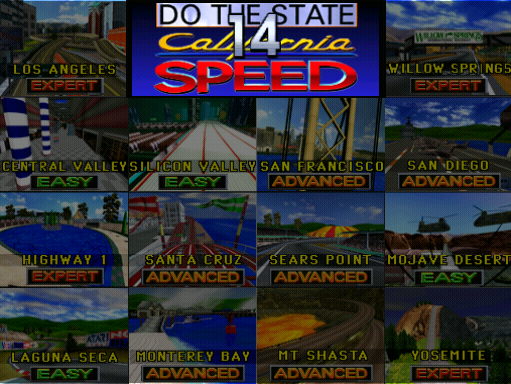 DO THE STATE
14
California
SPEED
LOS ANGELES
EXPERT
WILLOW SPRINGS
EXPERT
CENTRAL VALLEY
EASY
SILICON VALLEY
EASY
SAN FRANCISCO
ADVANCED
SAN DIEGO
ADVANCED
HIGHWAY 1
EXPERT
SANTA CRUZ
ADVANCED
SEARS POINT
ADVANCED
MOJAVE DESERT
EASY
LAGUNA SECA
EASY
MONTEREY BAY
ADVANCED
MT SHASTA
ADVANCED
YOSEMITE
EXPERT